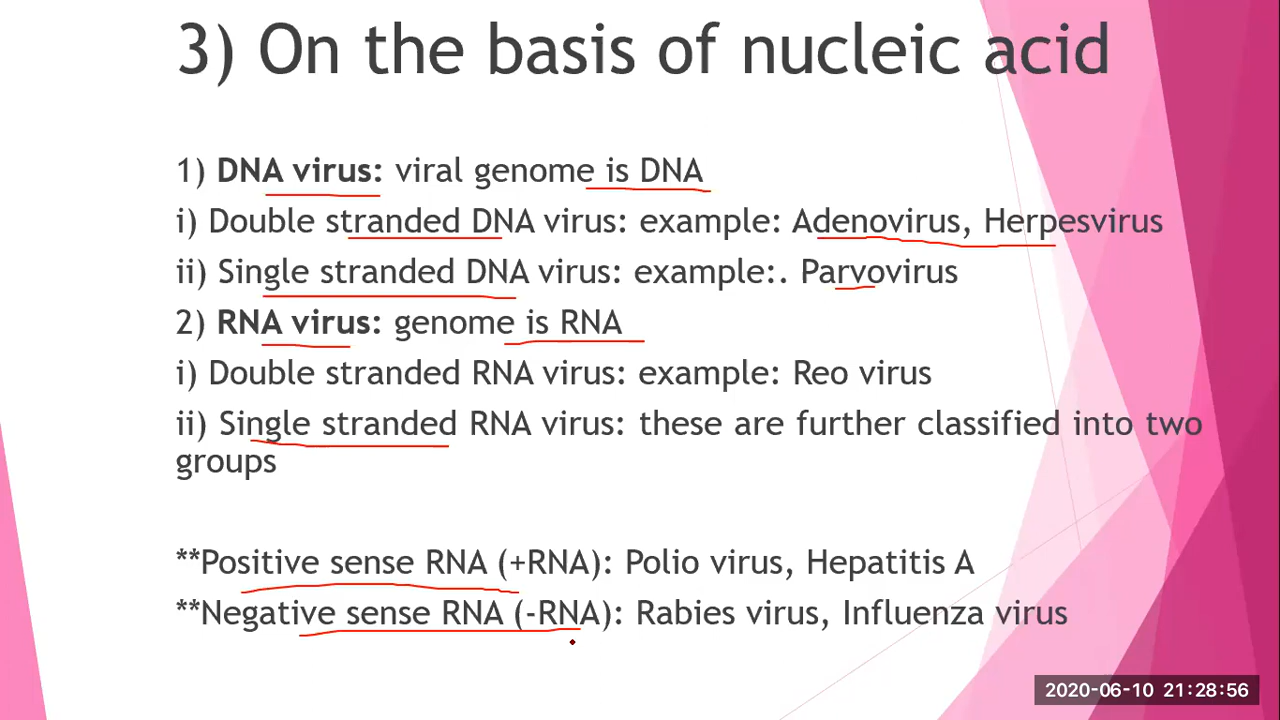 3) On the basis of nucleic acid
1) DNA virus: viral genome is DNA
i) Double stranded DNA virus: example: Adenovirus, Herpesvirus
ii) Single stranded DNA virus: example:. Parvovirus
2) RNA virus: genome is RNA
i) Double stranded RNA virus: example: Reo virus
ii) Single stranded RNA virus: these are further classified into two
groups
**Positive sense RNA (+RNA): Polio virus, Hepatitis A
**Negative sense RNA (-RNA): Rabies virus, Influenza virus
2020-06-10 21:28:56